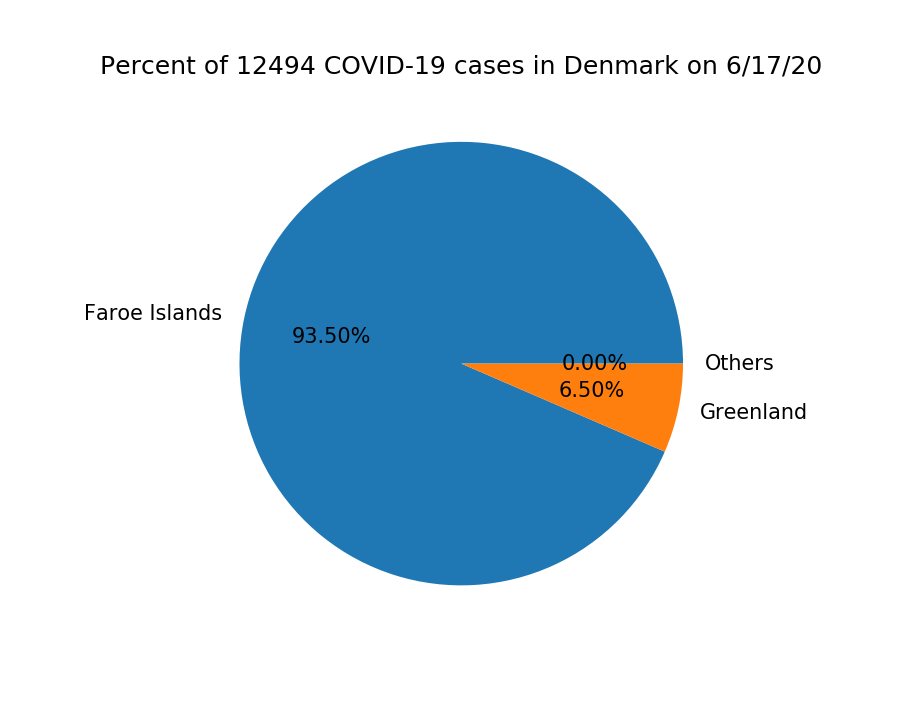 Percent of 12494 COVID-19 cases in Denmark on 6/17/20
Faroe Islands
93.50%
0.00%
Others
6.50%
Greenland